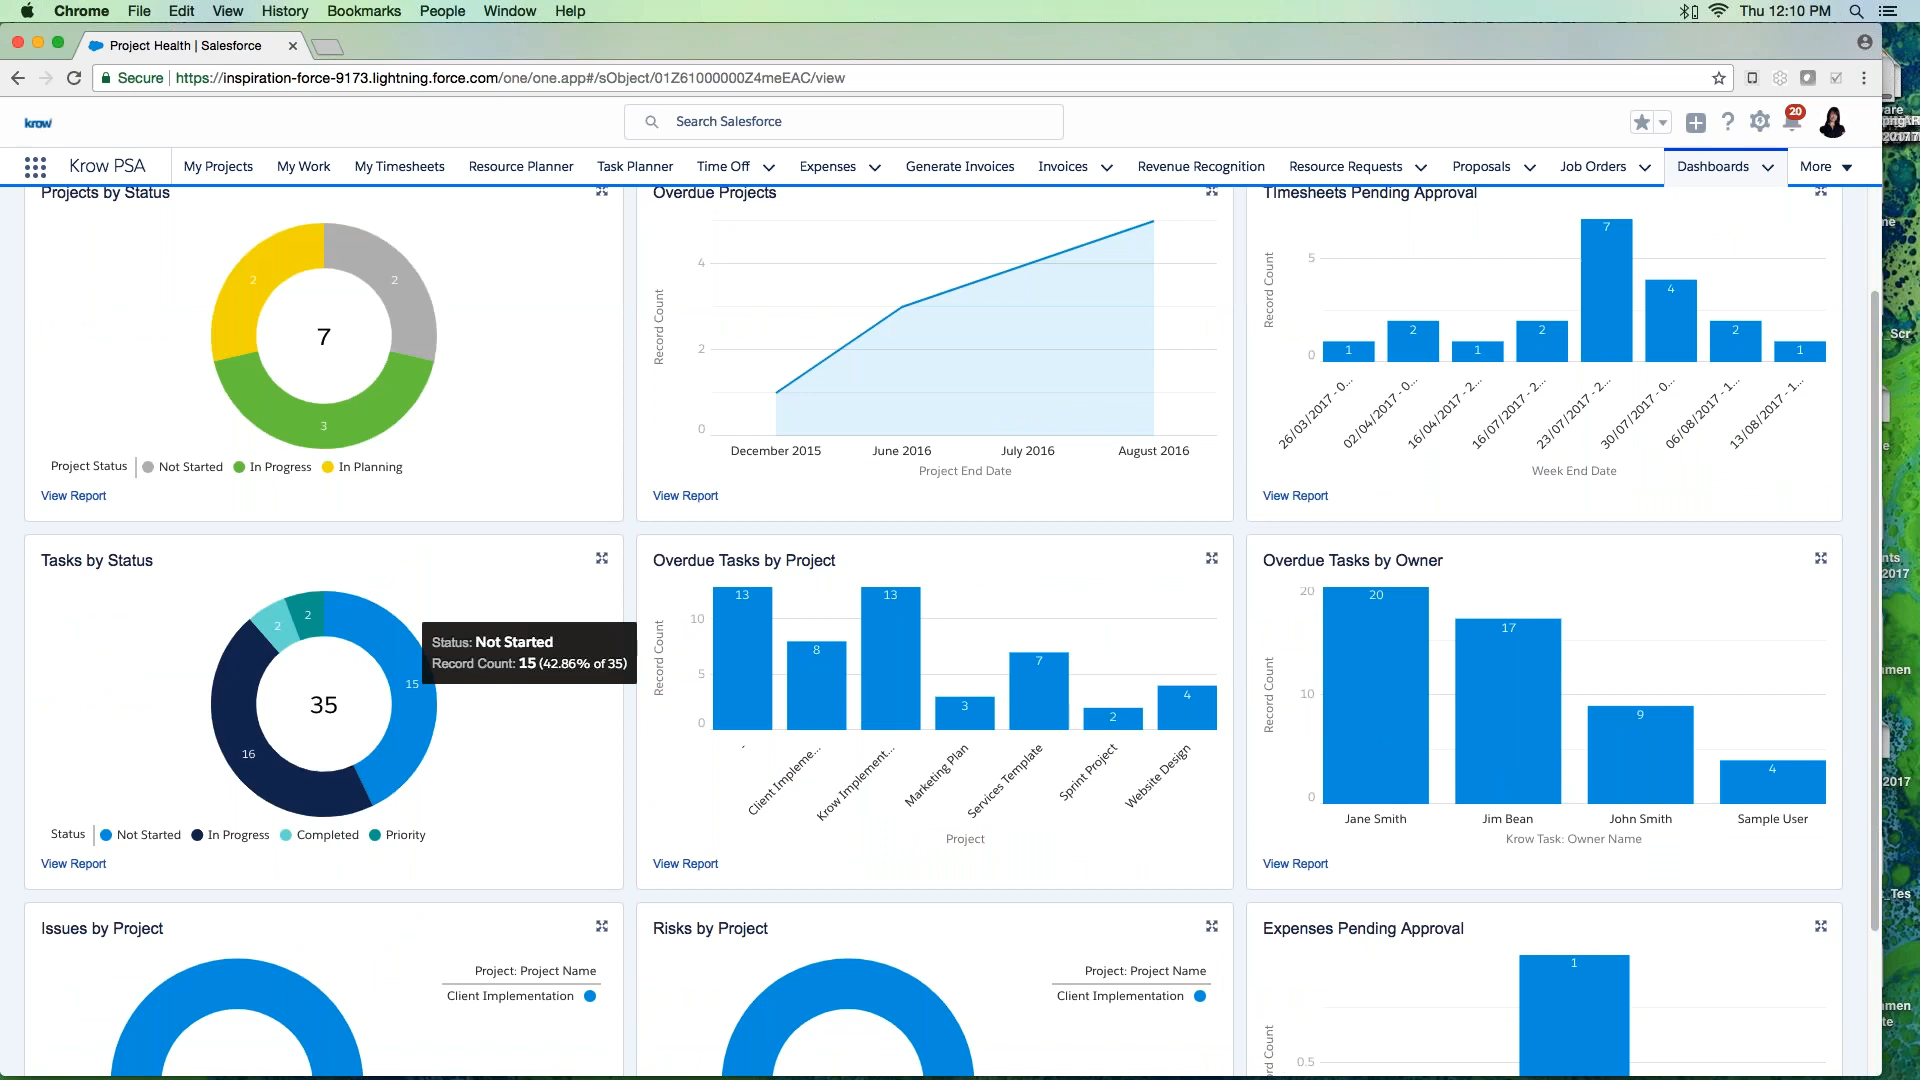 Chrome File Edit View History Bookmarks People Window Help Thu 12:10 PM
Project Health | Salesforce
Secure https://inspiration-force-9173.lightning.force.com/one/one.app#/sObject/01Z61000000Z4meEAC/view
krow Search Salesforce 20
Krow PSA My Projects My Work My Timesheets Resource Planner Task Planner Time Off Expenses Generate Invoices Invoices Revenue Recognition Resource Requests Proposals Job Orders Dashboards More
Projects by Status
2
2
7
3
Project Status Not Started In Progress In Planning
View Report
Overdue Projects
Record Count
4
2
0
December 2015 June 2016 July 2016 August 2016
Project End Date
View Report
TImesheets Pending Approval
Record Count
5
0
1 2 1 2 7 4 2 1
26/03/2017 - 0... 02/04/2017 - 0... 16/04/2017 - 2... 16/07/2017 - 2... 23/07/2017 - 2... 30/07/2017 - 0... 06/08/2017 - 1... 13/08/2017 - 1...
Week End Date
View Report
Tasks by Status
2
2
15
35
16
Status: Not Started
Record Count: 15 (42.86% of 35)
Status Not Started In Progress Completed Priority
View Report
Overdue Tasks by Project
Record Count
10
5
0
13 8 13 3 7 2 4
- Client Impleme... Krow Implement... Marketing Plan Services Template Sprint Project Website Design
Project
View Report
Overdue Tasks by Owner
Record Count
20
10
0
20 17 9 4
Jane Smith Jim Bean John Smith Sample User
Krow Task: Owner Name
View Report
Issues by Project
Project: Project Name
Client Implementation
Risks by Project
Project: Project Name
Client Implementation
Expenses Pending Approval
1
0.5
rd Count
are
me
_Scr
e
nts
2017
men
2017
_Tes
men
te